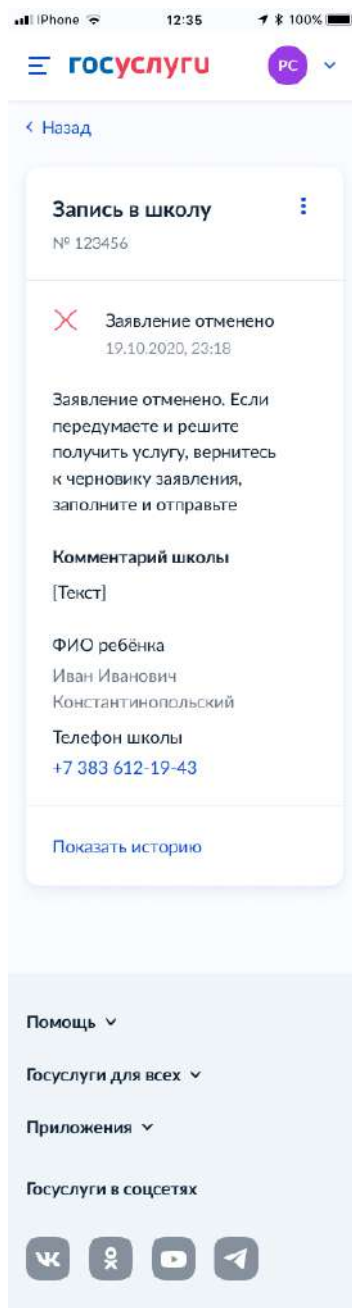 iPhone 12:35 100%
госуслуги РС
Назад
Запись в школу
№ 123456
Заявление отменено
19.10.2020, 23:18
Заявление отменено. Если
передумаете и решите
получить услугу, вернитесь
к черновику заявления,
заполните и отправьте
Комментарий школы
[Текст]
ФИО ребёнка
Иван Иванович
Константинопольский
Телефон школы
+7 383 612-19-43
Показать историю
Помощь
Госуслуги для всех
Приложения
Госуслуги в соцсетях